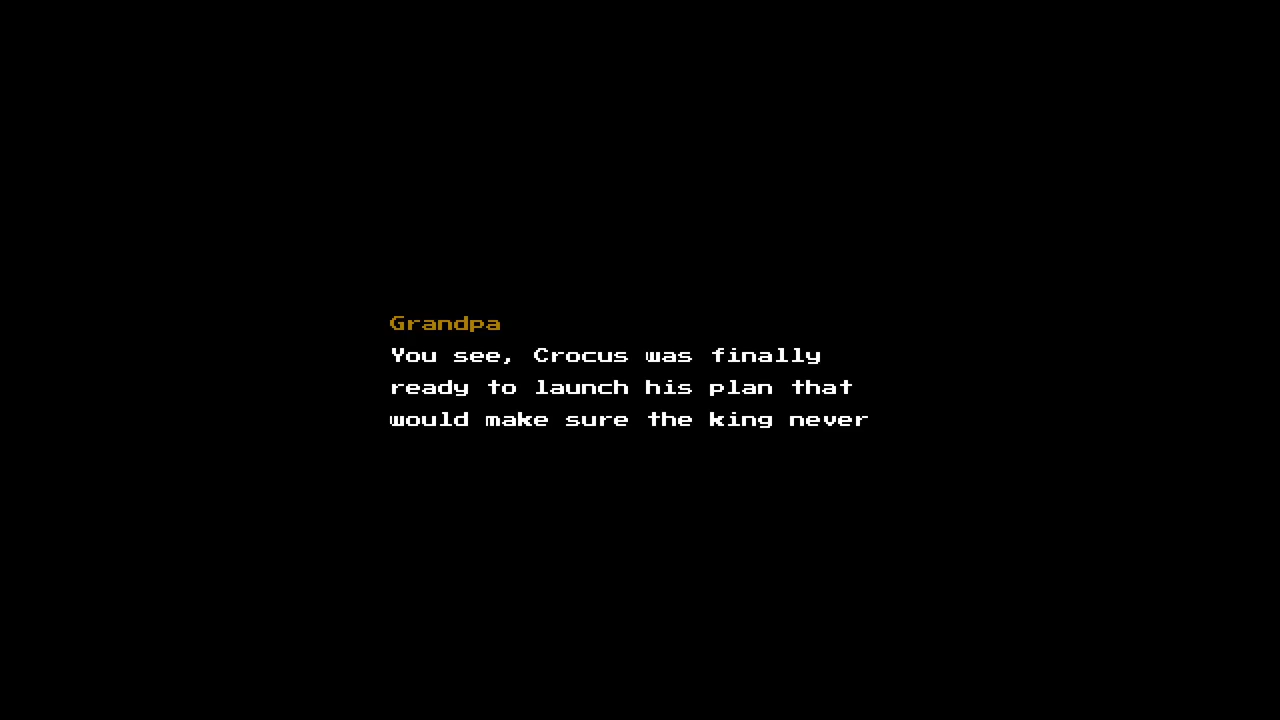 Grandpa
You see, Crocus was finally
ready to launch his plan that
would make sure the king never